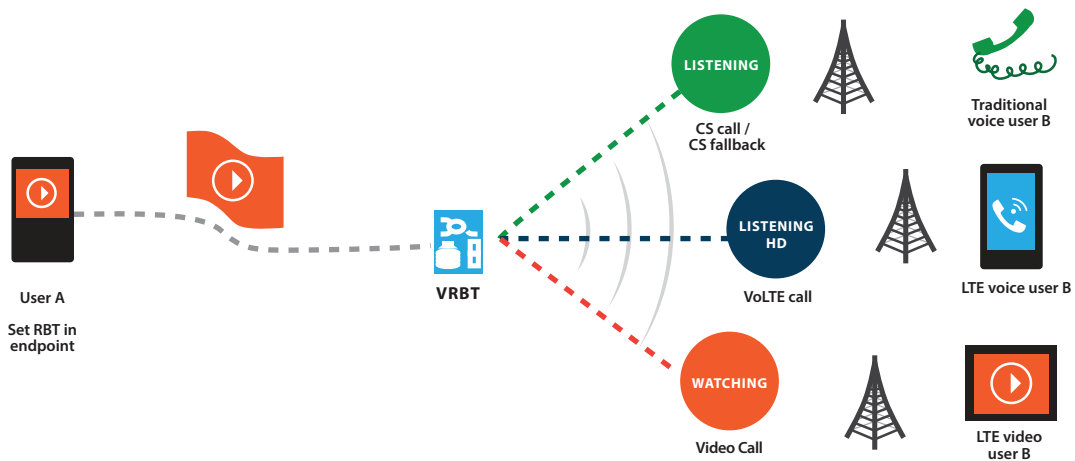 User A
Set RBT in
endpoint
VRBT
LISTENING
CS call /
CS fallback
Traditional
voice user B
LISTENING
HD
VoLTE call
LTE voice user B
WATCHING
Video Call
LTE video
user B